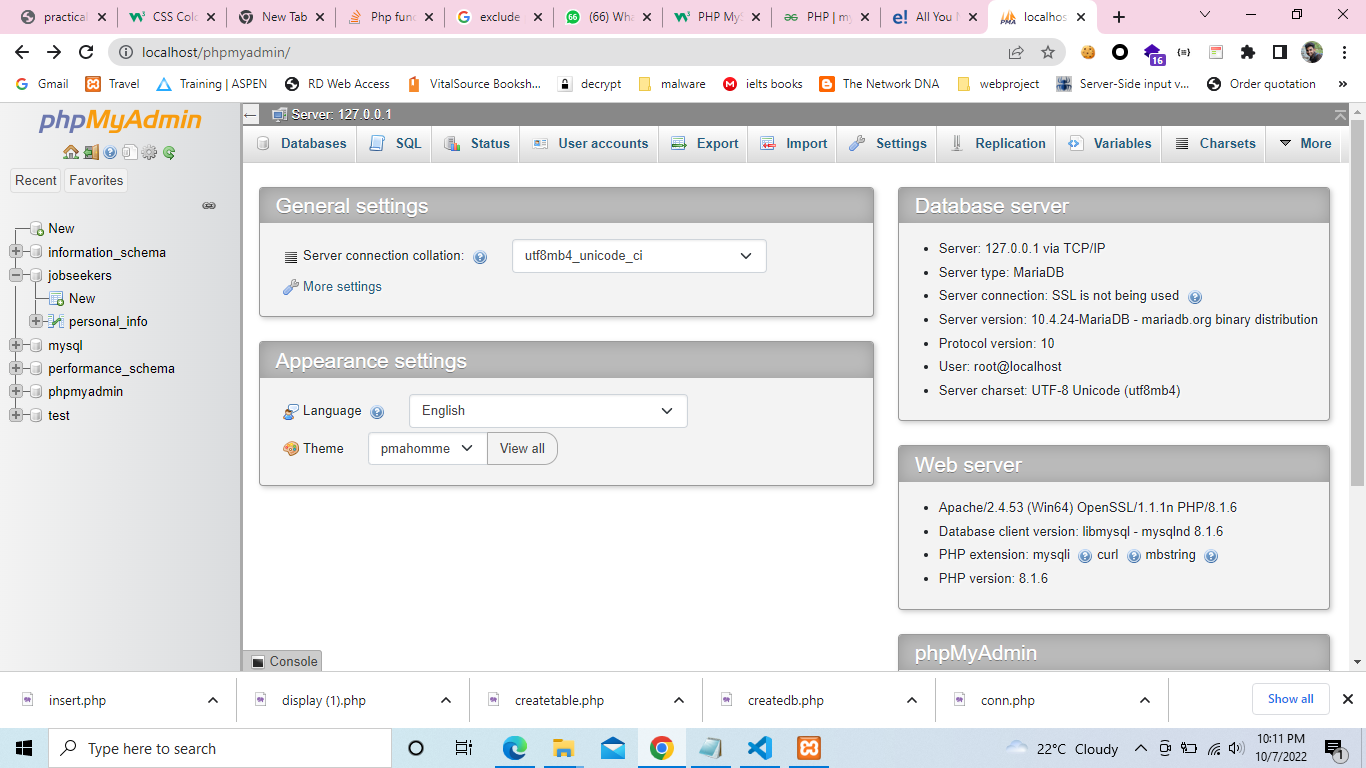 practical
CSS Colo
New Tab
Php func
exclude
(66) Wha
PHP MyS
PHP | my
All You N
localhos
localhost/phpmyadmin/
16
Gmail
Travel
Training | ASPEN
RD Web Access
VitalSource Booksh...
decrypt
malware
ielts books
The Network DNA
webproject
Server-Side input v...
Order quotation
»
phpMyAdmin
Recent
Favorites
New
information_schema
jobseekers
New
personal_info
mysql
performance_schema
phpmyadmin
test
Server: 127.0.0.1
Databases
SQL
Status
User accounts
Export
Import
Settings
Replication
Variables
Charsets
More
General settings
Server connection collation:
utf8mb4_unicode_ci
More settings
Appearance settings
Language
English
Theme
pmahomme
View all
Database server
Server: 127.0.0.1 via TCP/IP
Server type: MariaDB
Server connection: SSL is not being used
Server version: 10.4.24-MariaDB - mariadb.org binary distribution
Protocol version: 10
User: root@localhost
Server charset: UTF-8 Unicode (utf8mb4)
Web server
Apache/2.4.53 (Win64) OpenSSL/1.1.1n PHP/8.1.6
Database client version: libmysql - mysqlnd 8.1.6
PHP extension: mysqli curl mbstring
PHP version: 8.1.6
phpMyAdmin
Console
insert.php
display (1).php
createtable.php
createdb.php
conn.php
Show all
Type here to search
22°C Cloudy
10:11 PM
10/7/2022
1